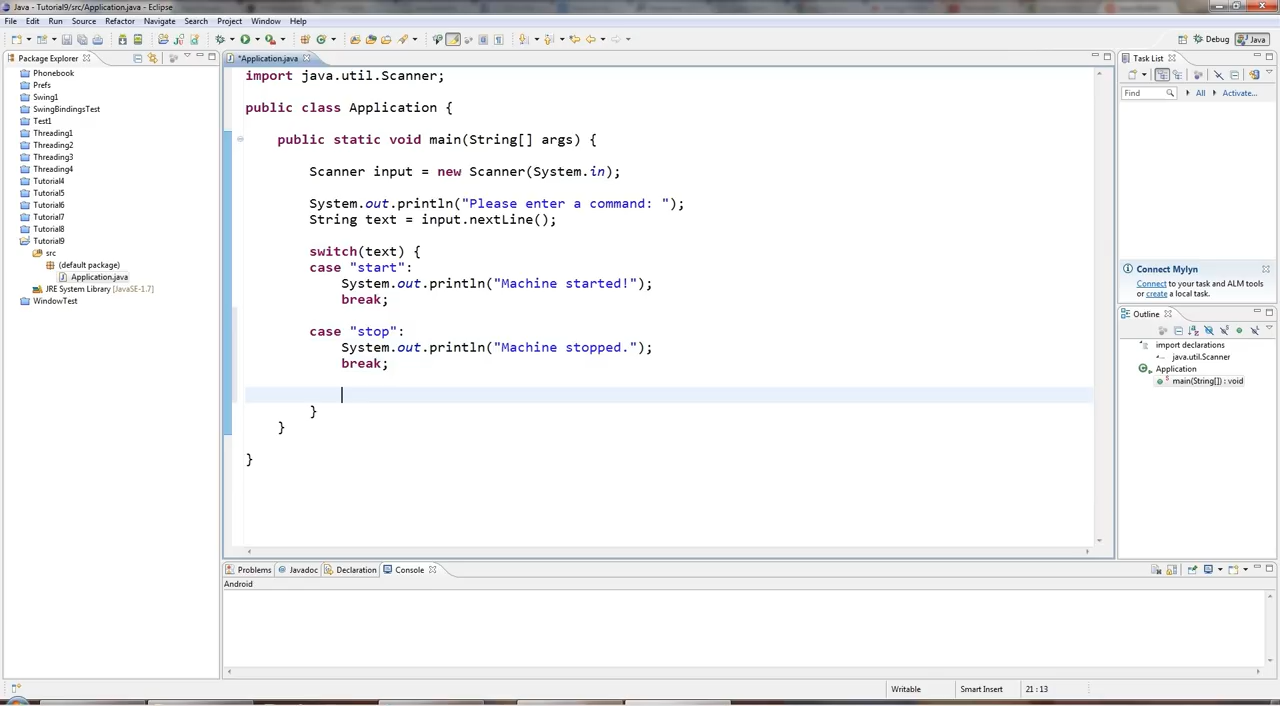 Java - Tutorial9/src/Application.java - Eclipse
File Edit Run Source Refactor Navigate Search Project Window Help
Debug Java
Package Explorer
*Application.java
Task List
Phonebook
Prefs
Swing1
SwingBindingsTest
Test1
Threading1
Threading2
Threading3
Threading4
Tutorial4
Tutorial5
Tutorial6
Tutorial7
Tutorial8
Tutorial9
src
(default package)
Application.java
JRE System Library [JavaSE-1.7]
WindowTest
import java.util.Scanner;
public class Application {
public static void main(String[] args) {
Scanner input = new Scanner(System.in);
System.out.println("Please enter a command: ");
String text = input.nextLine();
switch(text) {
case "start":
System.out.println("Machine started!");
break;
case "stop":
System.out.println("Machine stopped.");
break;
}
}
}
Find All Activate...
Connect Mylyn
Connect to your task and ALM tools
or create a local task.
Outline
import declarations
java.util.Scanner
Application
main(String[]) : void
Problems @ Javadoc Declaration Console
Android
Writable Smart Insert 21 : 13